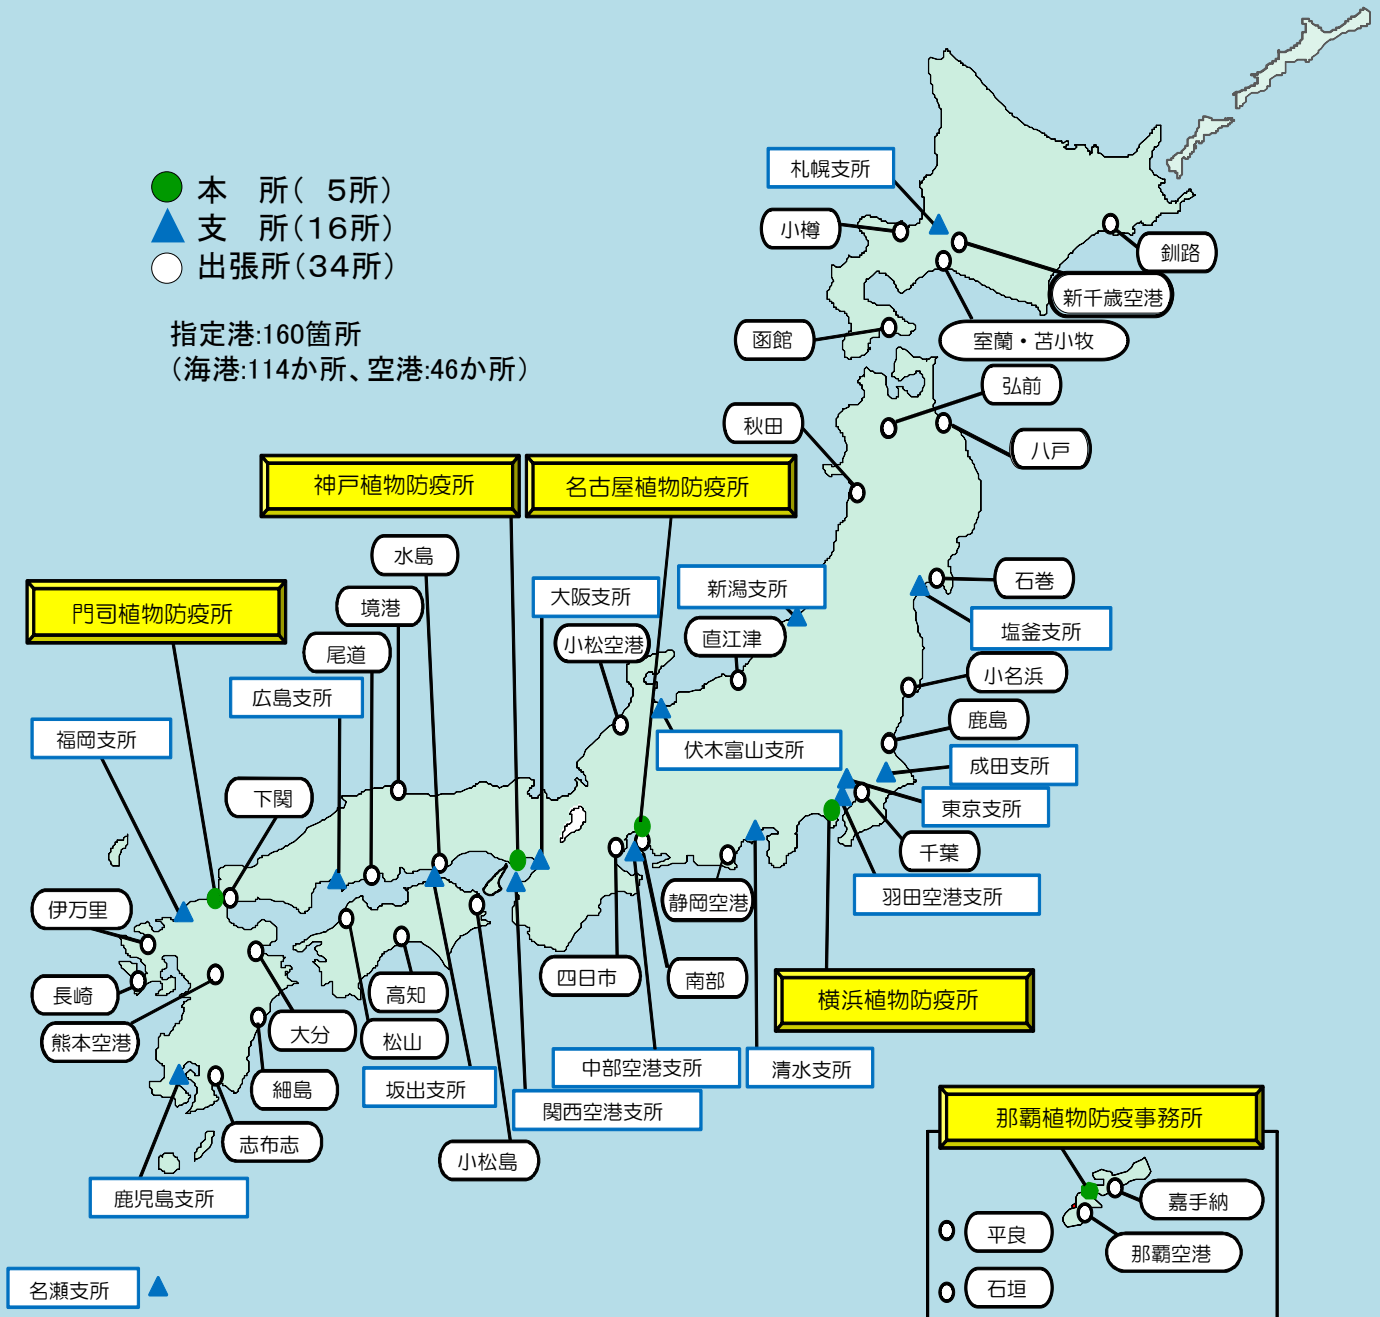 本　所(　5所)
支　所(16所)
出張所(34所)
指定港:160箇所
(海港:114か所、空港:46か所)
札幌支所
小樽
釧路
新千歳空港
函館
室蘭・苫小牧
弘前
秋田
八戸
神戸植物防疫所
名古屋植物防疫所
水島
石巻
新潟支所
大阪支所
門司植物防疫所
境港
塩釜支所
直江津
小松空港
尾道
小名浜
広島支所
鹿島
福岡支所
伏木富山支所
成田支所
下関
東京支所
千葉
羽田空港支所
静岡空港
伊万里
四日市
南部
高知
長崎
横浜植物防疫所
大分
松山
熊本空港
中部空港支所
清水支所
細島
坂出支所
関西空港支所
那覇植物防疫事務所
志布志
小松島
鹿児島支所
嘉手納
平良
那覇空港
名瀬支所
石垣